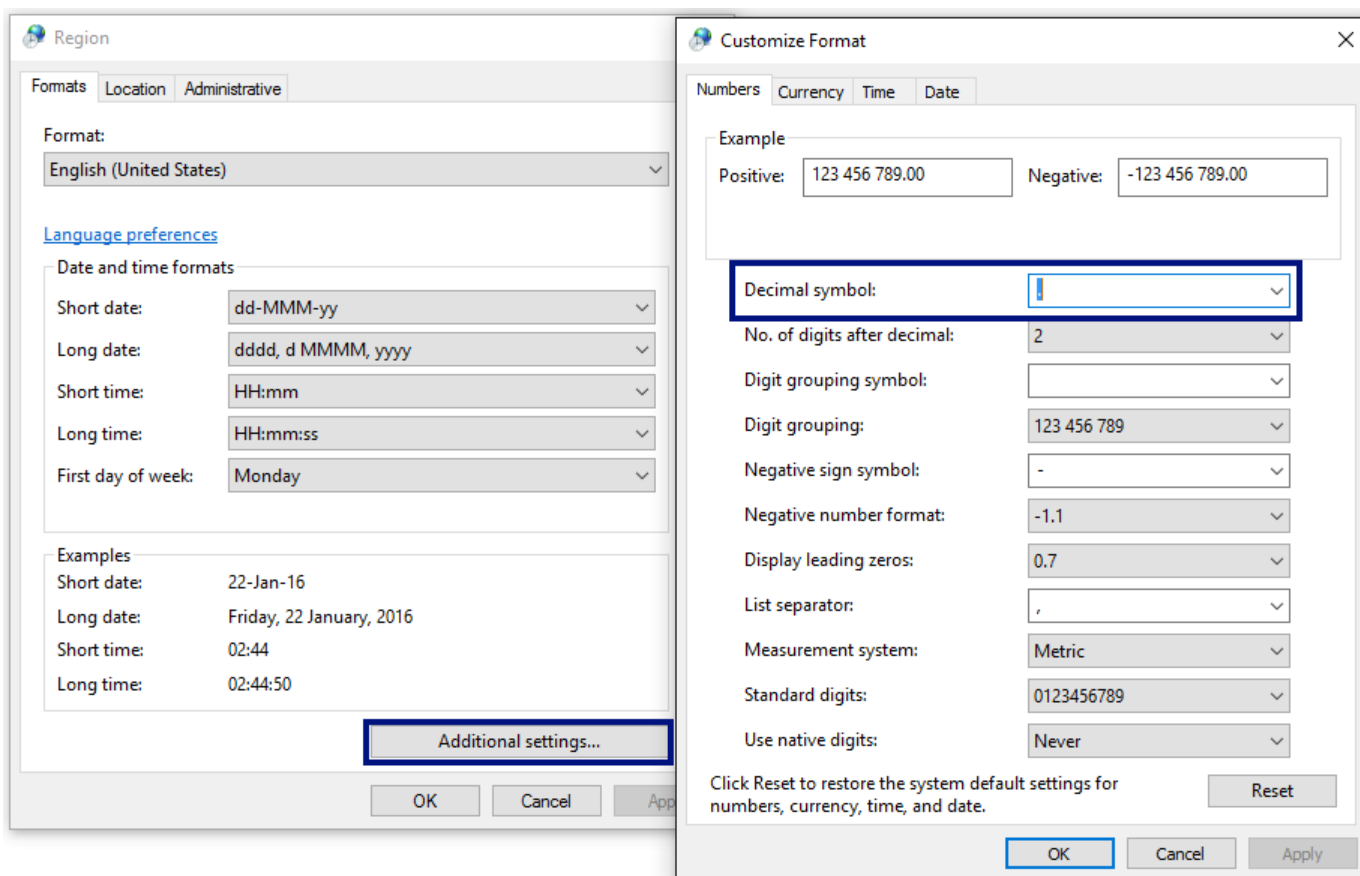 Region
Formats Location Administrative
Format:
English (United States)
Language preferences
Date and time formats
Short date: dd-MMM-yy
Long date: dddd, d MMMM, yyyy
Short time: HH:mm
Long time: HH:mm:ss
First day of week: Monday
Examples
Short date: 22-Jan-16
Long date: Friday, 22 January, 2016
Short time: 02:44
Long time: 02:44:50
Additional settings...
OK Cancel App
Customize Format
Numbers Currency Time Date
Example
Positive: 123 456 789.00 Negative: -123 456 789.00
Decimal symbol: .
No. of digits after decimal: 2
Digit grouping symbol:
Digit grouping: 123 456 789
Negative sign symbol: -
Negative number format: -1.1
Display leading zeros: 0.7
List separator: ,
Measurement system: Metric
Standard digits: 0123456789
Use native digits: Never
Click Reset to restore the system default settings for
numbers, currency, time, and date.
Reset
OK Cancel Apply